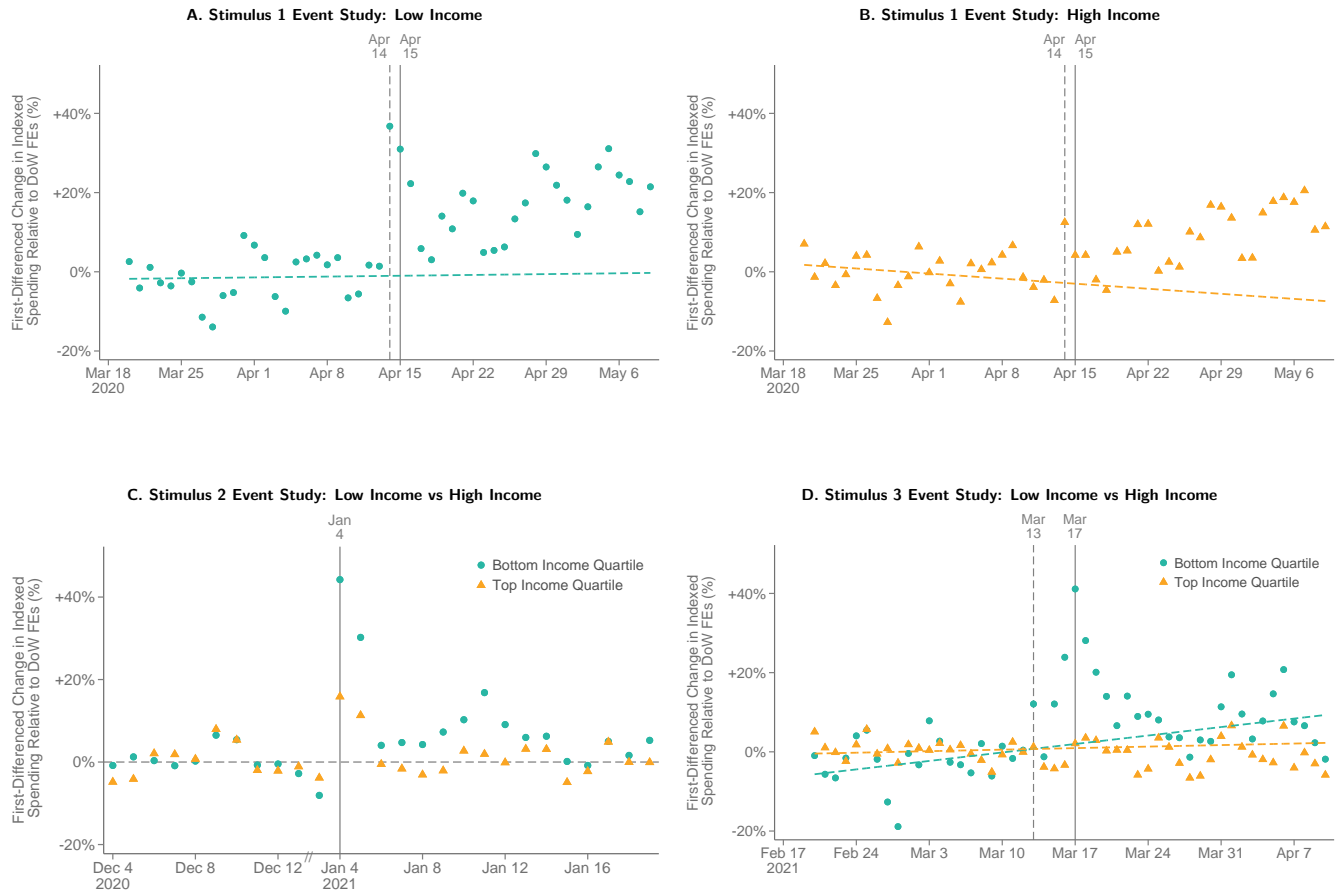 A. Stimulus 1 Event Study: Low Income
Apr
14
Apr
15
First-Differenced Change in Indexed
Spending Relative to DoW FEs (%)
+40%
+20%
0%
-20%
Mar 18
2020
Mar 25
Apr 1
Apr 8
Apr 15
Apr 22
Apr 29
May 6
B. Stimulus 1 Event Study: High Income
Apr
14
Apr
15
First-Differenced Change in Indexed
Spending Relative to DoW FEs (%)
+40%
+20%
0%
-20%
Mar 18
2020
Mar 25
Apr 1
Apr 8
Apr 15
Apr 22
Apr 29
May 6
C. Stimulus 2 Event Study: Low Income vs High Income
Jan
4
Bottom Income Quartile
Top Income Quartile
First-Differenced Change in Indexed
Spending Relative to DoW FEs (%)
+40%
+20%
0%
-20%
Dec 4
2020
Dec 8
Dec 12
//
Jan 4
2021
Jan 8
Jan 12
Jan 16
D. Stimulus 3 Event Study: Low Income vs High Income
Mar
13
Mar
17
Bottom Income Quartile
Top Income Quartile
First-Differenced Change in Indexed
Spending Relative to DoW FEs (%)
+40%
+20%
0%
-20%
Feb 17
2021
Feb 24
Mar 3
Mar 10
Mar 17
Mar 24
Mar 31
Apr 7